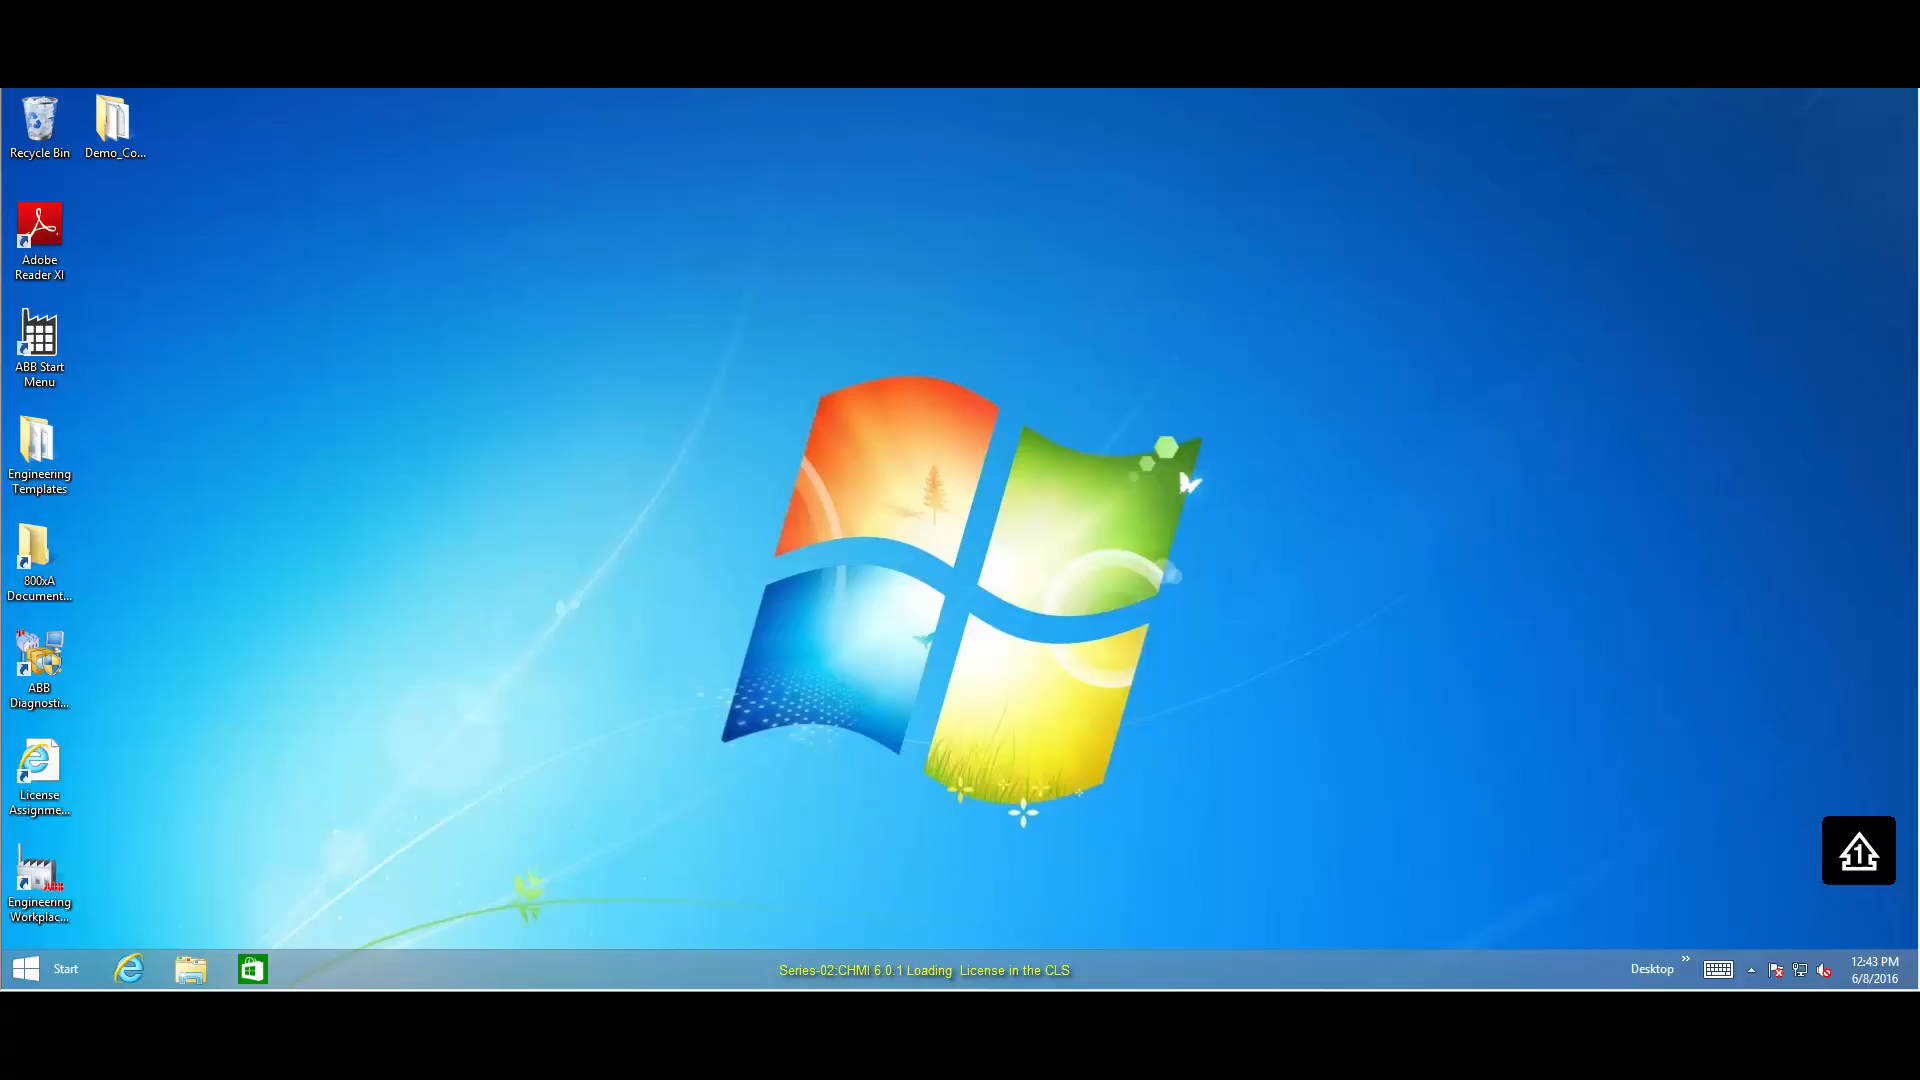 Recycle Bin
Demo_Co...
Adobe
Reader XI
ABB Start
Menu
Engineering
Templates
800xA
Document...
ABB
Diagnosti...
License
Assignme...
ABB
Engineering
Workplac...
1
Start
Series-02:CHMI 6.0.1 Loading License in the CLS
Desktop
12:43 PM
6/8/2016